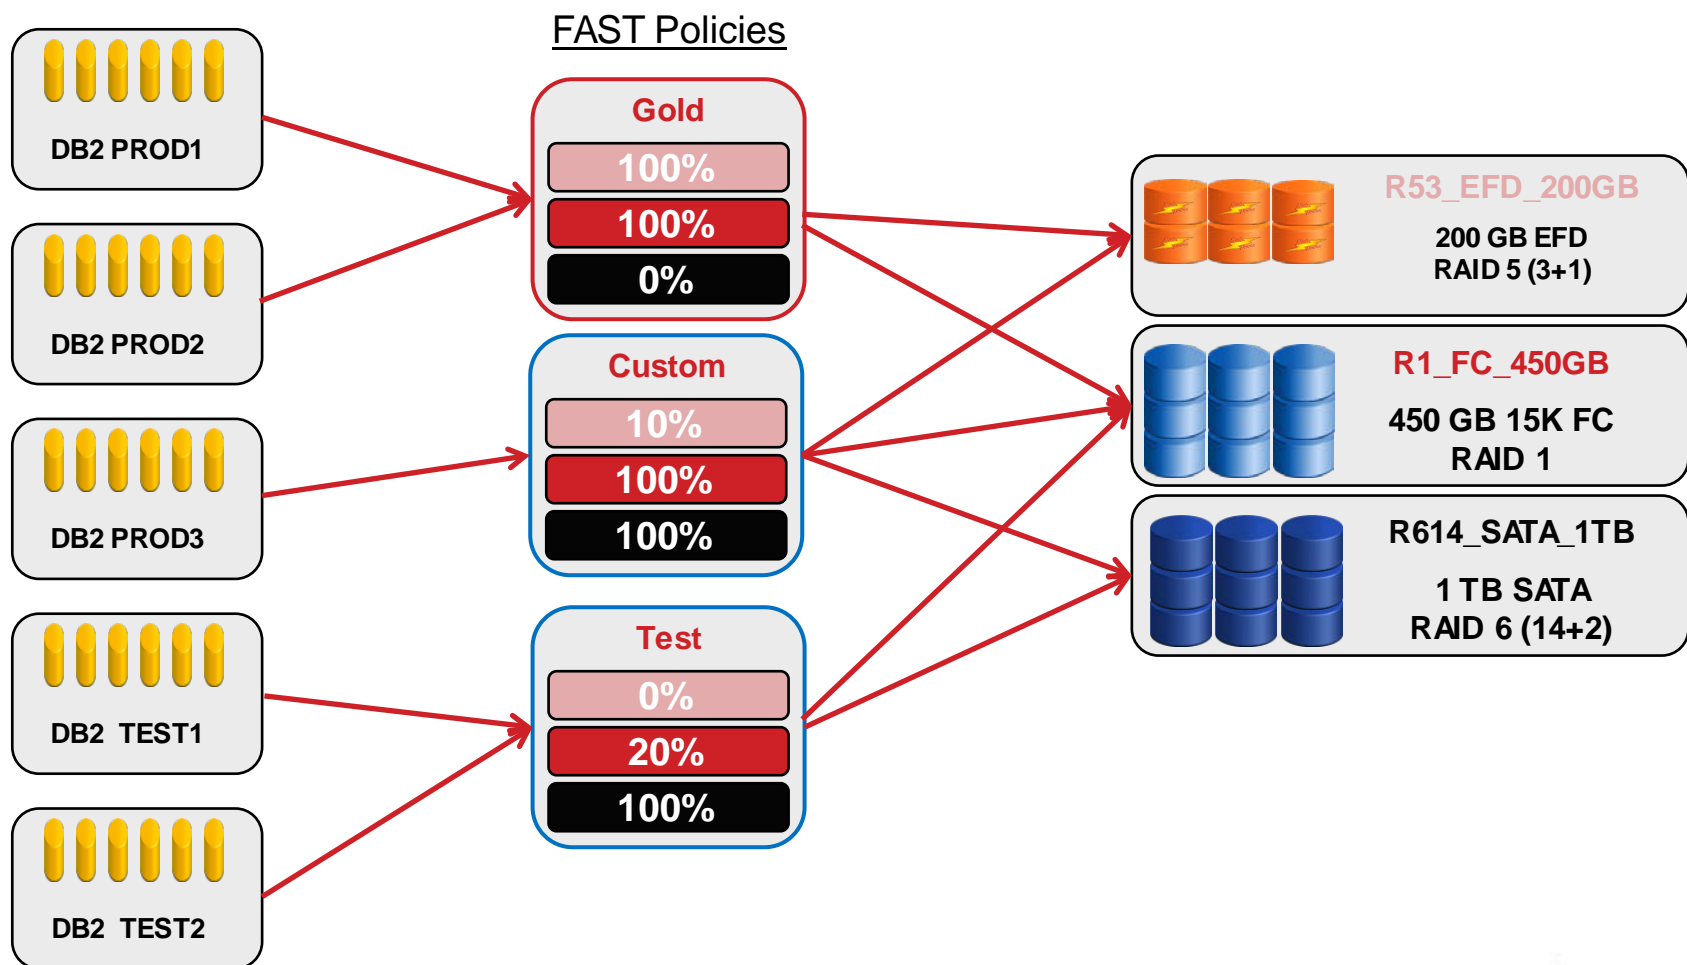 FAST Policies
DB2 PROD1
DB2 PROD2
DB2 PROD3
DB2 TEST1
DB2 TEST2
Gold
100%
100%
0%
Custom
10%
100%
100%
Test
0%
20%
100%
R53_EFD_200GB
200 GB EFD
RAID 5 (3+1)
R1_FC_450GB
450 GB 15K FC
RAID 1
R614_SATA_1TB
1 TB SATA
RAID 6 (14+2)